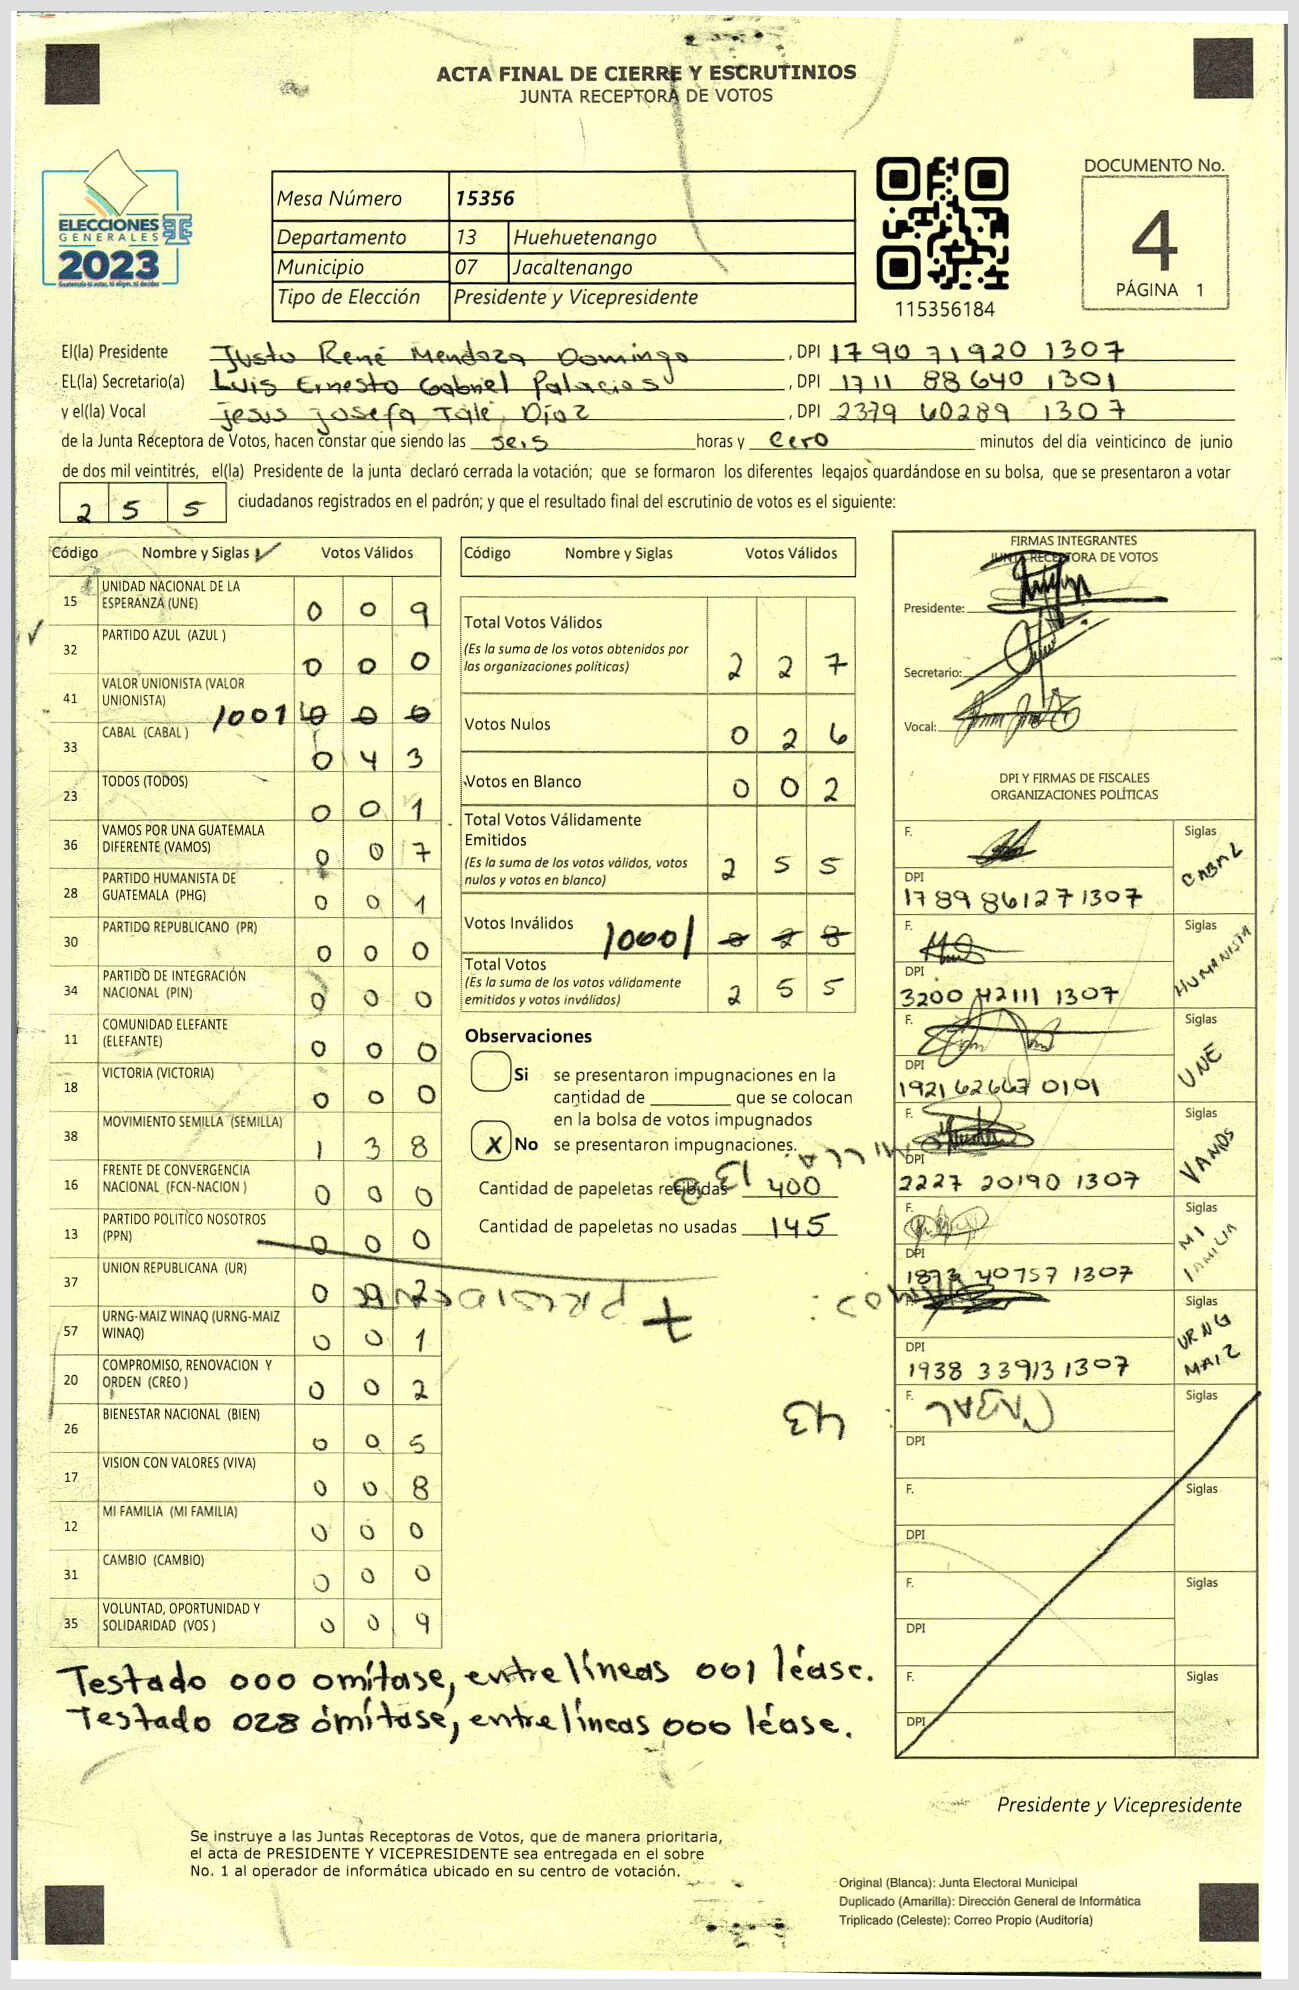 ACTA FINAL DE CIERRE Y ESCRUTINIOS
JUNTA RECEPTORA DE VOTOS
ELECCIONES
GENERALES
2023
Mesa Número 15356
Departamento 13 Huehuetenango
Municipio 07 Jacaltenango
Tipo de Elección Presidente y Vicepresidente
115356184
DOCUMENTO No.
4
PÁGINA 1
El(la) Presidente Justo René Mendoza Domingo, DPI 1790 71920 1307
EL(la) Secretario(a) Luis Ernesto Gabriel Palacios, DPI 1711 88640 1301
y el(la) Vocal Jesus Josefa Talé Díaz, DPI 2379 60289 1307
de la Junta Receptora de Votos, hacen constar que siendo las seis horas y cero minutos del día veinticinco de junio
de dos mil veintitrés, el(la) Presidente de la junta declaró cerrada la votación; que se formaron los diferentes legajos quardándose en su bolsa, que se presentaron a votar
255 ciudadanos registrados en el padrón; y que el resultado final del escrutinio de votos es el siguiente:
Código Nombre y Siglas Votos Válidos
15 UNIDAD NACIONAL DE LA ESPERANZA (UNE) 0 0 9
32 PARTIDO AZUL (AZUL ) 0 0 0
41 VALOR UNIONISTA (VALOR UNIONISTA) /001/ 0 0 0
33 CABAL (CABAL ) 0 4 3
23 TODOS (TODOS) 0 0 1
36 VAMOS POR UNA GUATEMALA DIFERENTE (VAMOS) 0 0 7
28 PARTIDO HUMANISTA DE GUATEMALA (PHG) 0 0 1
30 PARTIDO REPUBLICANO (PR) 0 0 0
34 PARTIDO DE INTEGRACIÓN NACIONAL (PIN) 0 0 0
11 COMUNIDAD ELEFANTE (ELEFANTE) 0 0 0
18 VICTORIA (VICTORIA) 0 0 0
38 MOVIMIENTO SEMILLA (SEMILLA) 1 3 8
16 FRENTE DE CONVERGENCIA NACIONAL (FCN-NACION ) 0 0 0
13 PARTIDO POLITICO NOSOTROS (PPN) 0 0 0
37 UNION REPUBLICANA (UR) 0 2
57 URNG-MAIZ WINAQ (URNG-MAIZ WINAQ) 0 0 1
20 COMPROMISO, RENOVACION Y ORDEN (CREO ) 0 0 2
26 BIENESTAR NACIONAL (BIEN) 0 0 5
17 VISION CON VALORES (VIVA) 0 0 8
12 MI FAMILIA (MI FAMILIA) 0 0 0
31 CAMBIO (CAMBIO) 0 0 0
35 VOLUNTAD, OPORTUNIDAD Y SOLIDARIDAD (VOS ) 0 0 9
Código Nombre y Siglas Votos Válidos
Total Votos Válidos
(Es la suma de los votos obtenidos por
las organizaciones políticas) 2 2 7
Votos Nulos 0 2 6
Votos en Blanco 0 0 2
Total Votos Válidamente
Emitidos
(Es la suma de los votos válidos, votos
nulos y votos en blanco) 2 5 5
Votos Inválidos /000/ 0 2 8
Total Votos
(Es la suma de los votos válidamente
emitidos y votos inválidos) 2 5 5
Observaciones
Si se presentaron impugnaciones en la
cantidad de ________ que se colocan
en la bolsa de votos impugnados
X No se presentaron impugnaciones.
SEMILLA: 138
Cantidad de papeletas recibidas 400
Cantidad de papeletas no usadas 145
PRESIDENTE
VAMOS: 7
CABAL: 43
FIRMAS INTEGRANTES
JUNTA RECEPTORA DE VOTOS
Presidente:
Secretario:
Vocal:
DPI Y FIRMAS DE FISCALES
ORGANIZACIONES POLÍTICAS
F. Siglas CABAL
DPI
1789 86127 1307
F. Siglas HUMANISTA
DPI
3200 42111 1307
F. Siglas UNE
DPI
1921 62667 0101
F. Siglas VAMOS
DPI
2227 20190 1307
F. Siglas MI FAMILIA
DPI
1873 40757 1307
F. Siglas URNG MAIZ
DPI
1938 33913 1307
F. Siglas
DPI
F. Siglas
DPI
F. Siglas
DPI
F. Siglas
DPI
Testado 000 omítase, entrelíneas 001 léase.
Testado 028 ómítase, entrelíneas 000 léase.
Presidente y Vicepresidente
Se instruye a las Juntas Receptoras de Votos, que de manera prioritaria,
el acta de PRESIDENTE Y VICEPRESIDENTE sea entregada en el sobre
No. 1 al operador de informática ubicado en su centro de votación.
Original (Blanca): Junta Electoral Municipal
Duplicado (Amarilla): Dirección General de Informática
Triplicado (Celeste): Correo Propio (Auditoría)